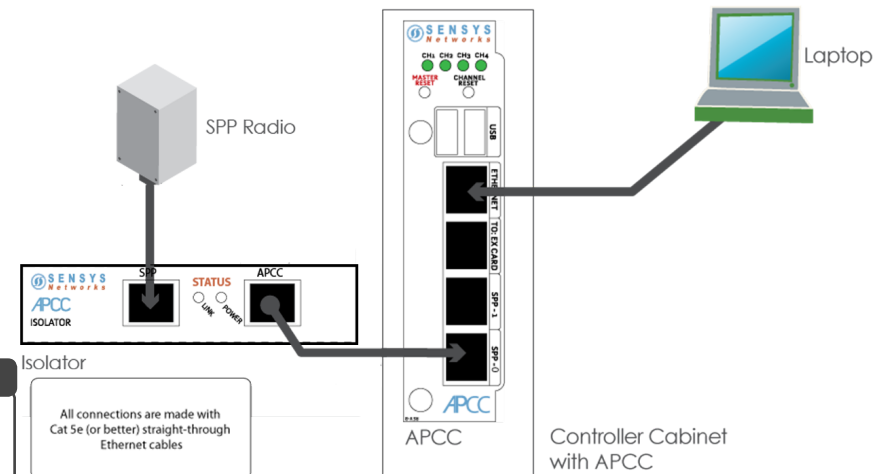 SENSYS
Networks
CH1 CH2 CH3 CH4
MASTER RESET
CHANNEL RESET
USB
ETHERNET
TO: EX CARD
SPP - 1
SPP - 0
APCC
APCC
Controller Cabinet
with APCC
Laptop
SPP Radio
SENSYS
Networks
APCC
ISOLATOR
SPP
STATUS
LINK
POWER
APCC
Isolator
All connections are made with
Cat 5e (or better) straight-through
Ethernet cables